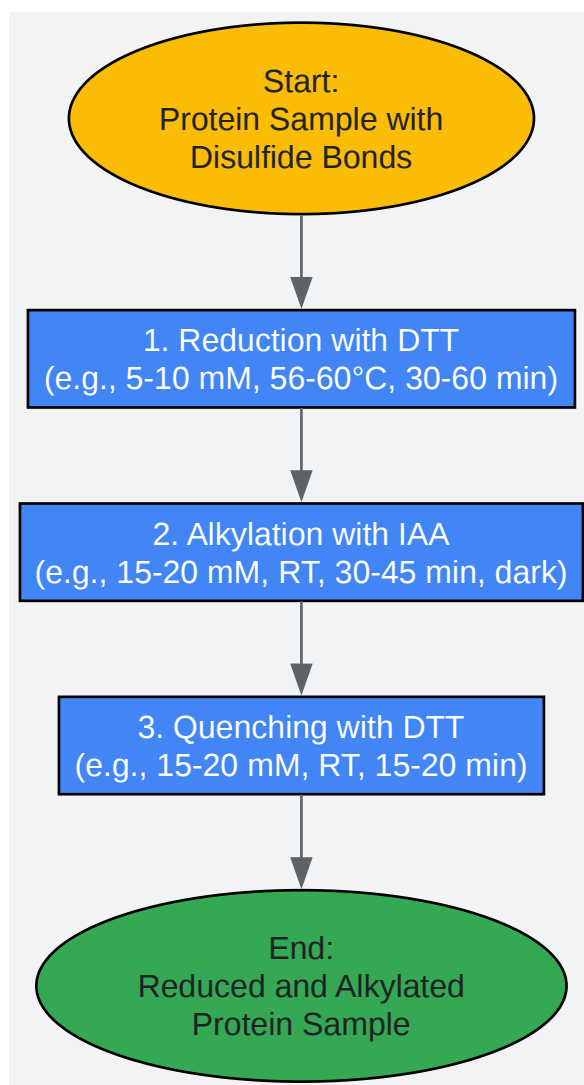 Start:
Protein Sample with
Disulfide Bonds
1. Reduction with DTT
(e.g., 5-10 mM, 56-60°C, 30-60 min)
2. Alkylation with IAA
(e.g., 15-20 mM, RT, 30-45 min, dark)
3. Quenching with DTT
(e.g., 15-20 mM, RT, 15-20 min)
End:
Reduced and Alkylated
Protein Sample